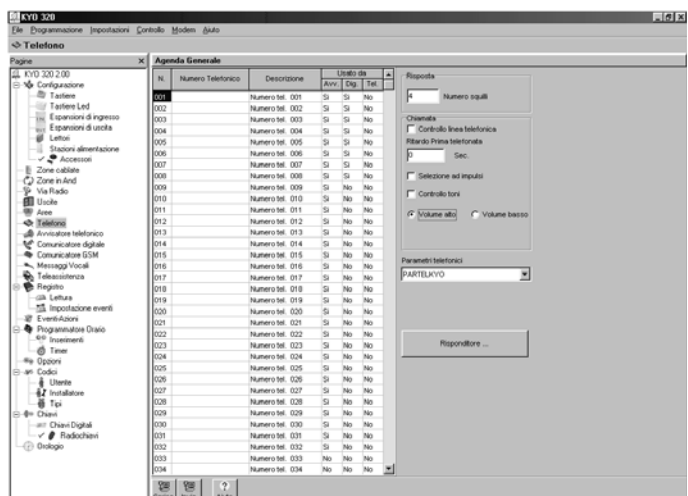 KYO 320
File Programmazione Impostazioni Controllo Modem Aiuto
Telefono
Pagine
KYO 320 2.00
Configurazione
Tastiere
Tastiere Led
Espansioni di ingresso
Espansioni di uscita
Lettori
Stazioni alimentazione
Accessori
Zone cablate
Zone in And
Via Radio
Uscite
Aree
Telefono
Avvisatore telefonico
Comunicatore digitale
Comunicatore GSM
Messaggi Vocali
Teleassistenza
Registro
Lettura
Impostazione eventi
Eventi-Azioni
Programmatore Orario
Inserimenti
Timer
Opzioni
Codici
Utente
Installatore
Tipi
Chiavi
Chiavi Digitali
Radiochiavi
Orologio
Agenda Generale
N. Numero Telefonico Descrizione Usato da
Avv. Dig. Tel.
001 Numero tel. 001 Si Si No
002 Numero tel. 002 Si Si No
003 Numero tel. 003 Si Si No
004 Numero tel. 004 Si Si No
005 Numero tel. 005 Si Si No
006 Numero tel. 006 Si Si No
007 Numero tel. 007 Si Si No
008 Numero tel. 008 Si Si No
009 Numero tel. 009 Si No No
010 Numero tel. 010 Si No No
011 Numero tel. 011 Si No No
012 Numero tel. 012 Si No No
013 Numero tel. 013 Si No No
014 Numero tel. 014 Si No No
015 Numero tel. 015 Si No No
016 Numero tel. 016 Si No No
017 Numero tel. 017 Si No No
018 Numero tel. 018 Si No No
019 Numero tel. 019 Si No No
020 Numero tel. 020 Si No No
021 Numero tel. 021 Si No No
022 Numero tel. 022 Si No No
023 Numero tel. 023 Si No No
024 Numero tel. 024 Si No No
025 Numero tel. 025 Si No No
026 Numero tel. 026 Si No No
027 Numero tel. 027 Si No No
028 Numero tel. 028 Si No No
029 Numero tel. 029 Si No No
030 Numero tel. 030 Si No No
031 Numero tel. 031 Si No No
032 Numero tel. 032 Si No No
033 Numero tel. 033 No No No
034 Numero tel. 034 No No No
Risposta
4 Numero squilli
Chiamata
Controllo linea telefonica
Ritardo Prima telefonata
0 Sec.
Selezione ad impulsi
Controllo toni
Volume alto Volume basso
Parametri telefonici
PARTELKYO
Risponditore ...